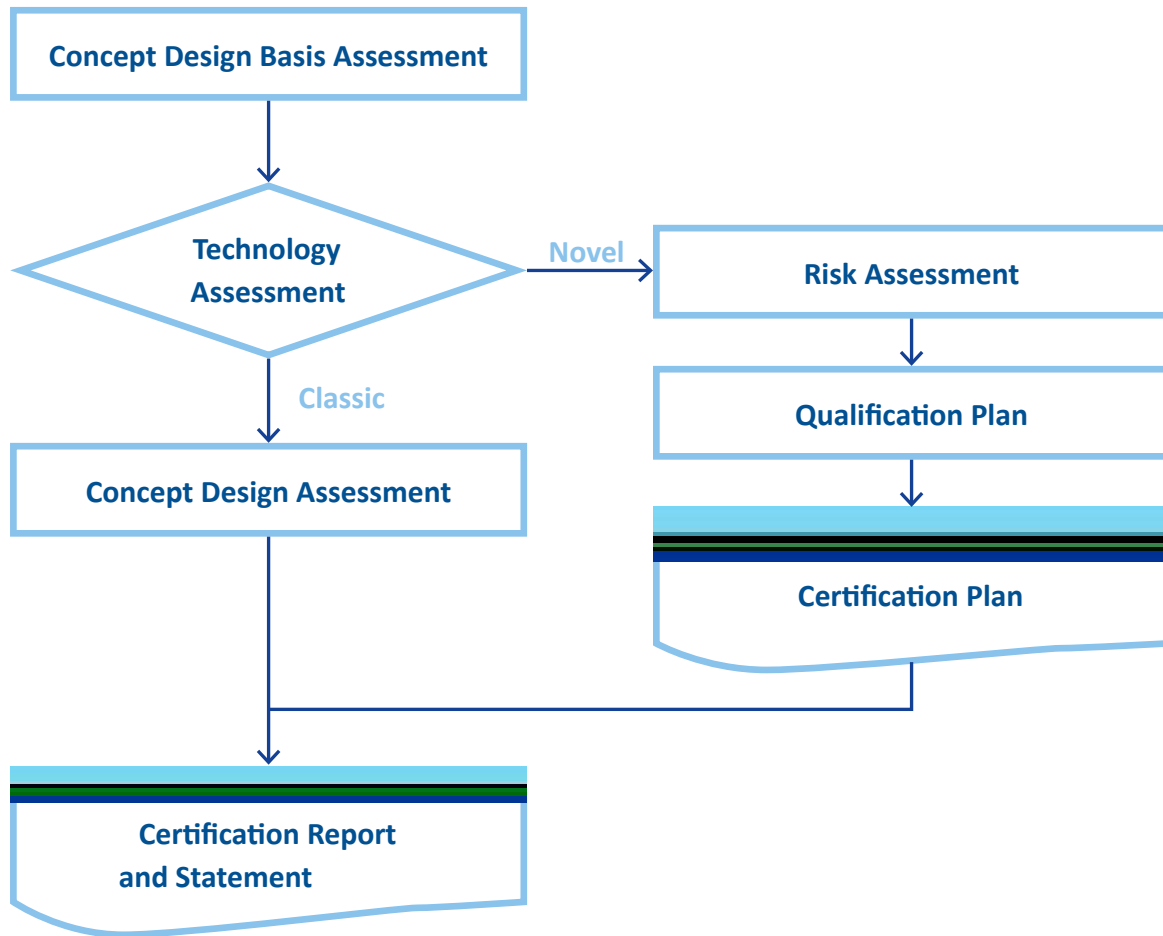 Concept Design Basis Assessment
Technology
Assessment
Novel
Risk Assessment
Classic
Qualification Plan
Concept Design Assessment
Certification Plan
Certification Report
and Statement